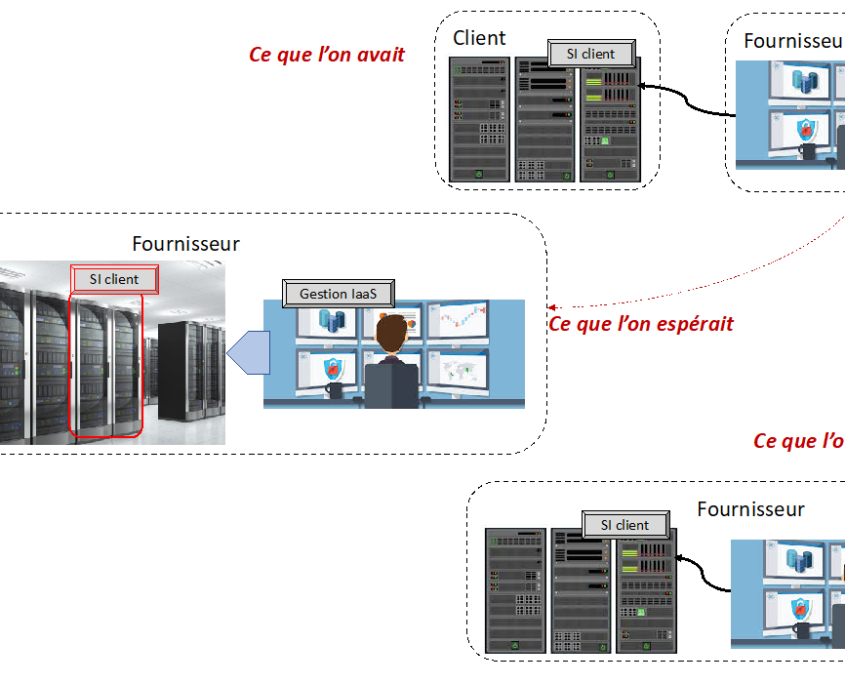 Ce que l'on avait
Client
SI client
Fournisseu
Fournisseur
SI client
Gestion IaaS
Ce que l'on espérait
Ce que l'o
Fournisseur
SI client